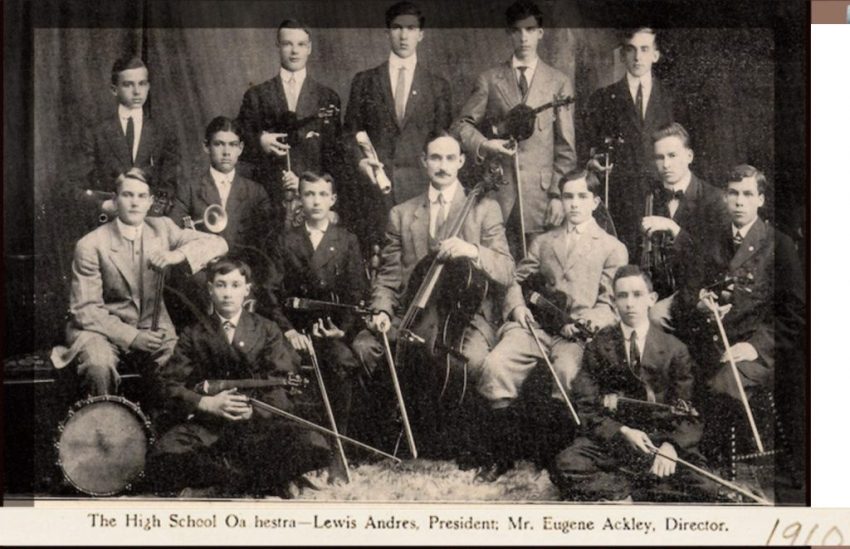 The High School Oa hestra—Lewis Andres, President; Mr. Eugene Ackley, Director.
1910